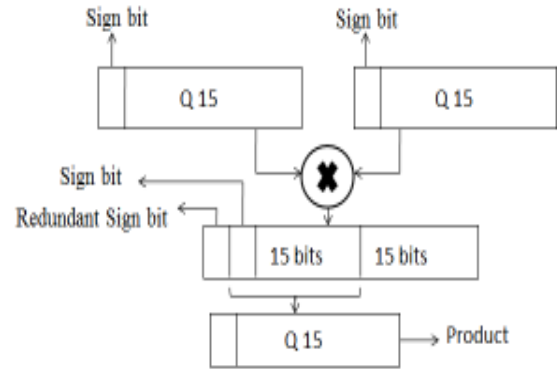 Sign bit
Sign bit
Q 15
Q 15
Sign bit
Redundant Sign bit
15 bits
15 bits
Q 15
Product